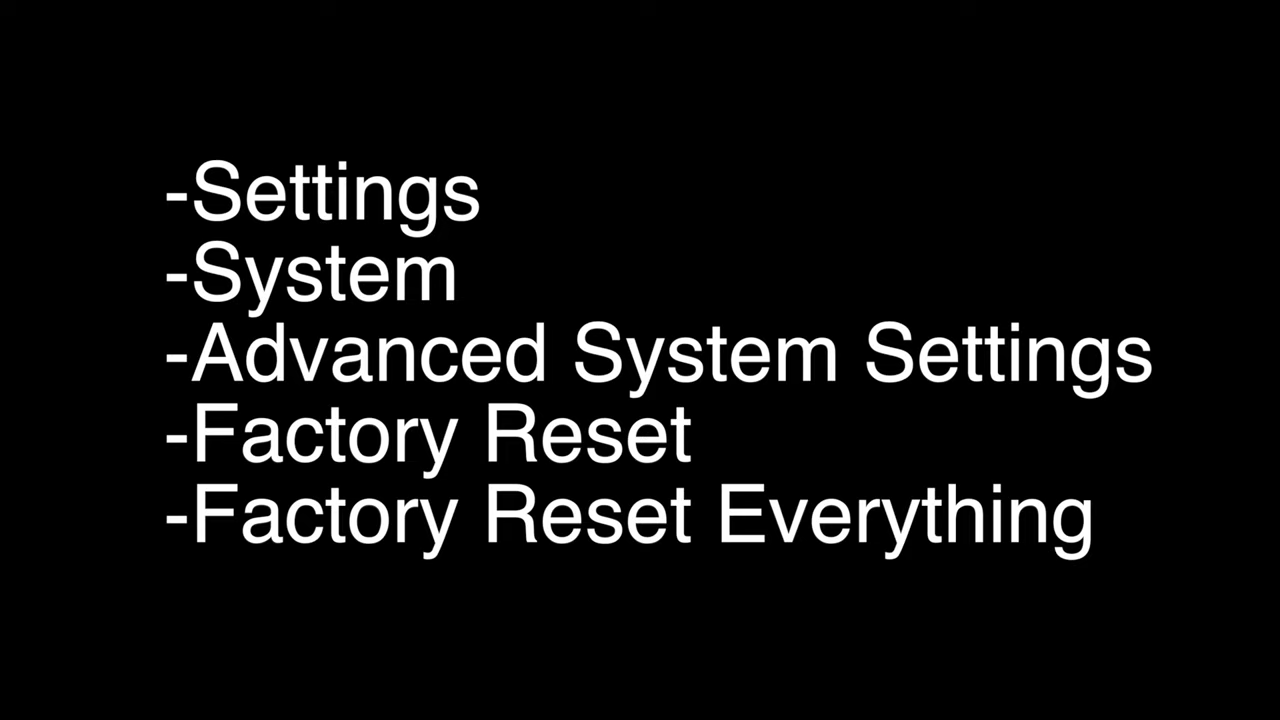 -Settings
-System
-Advanced System Settings
-Factory Reset
-Factory Reset Everything